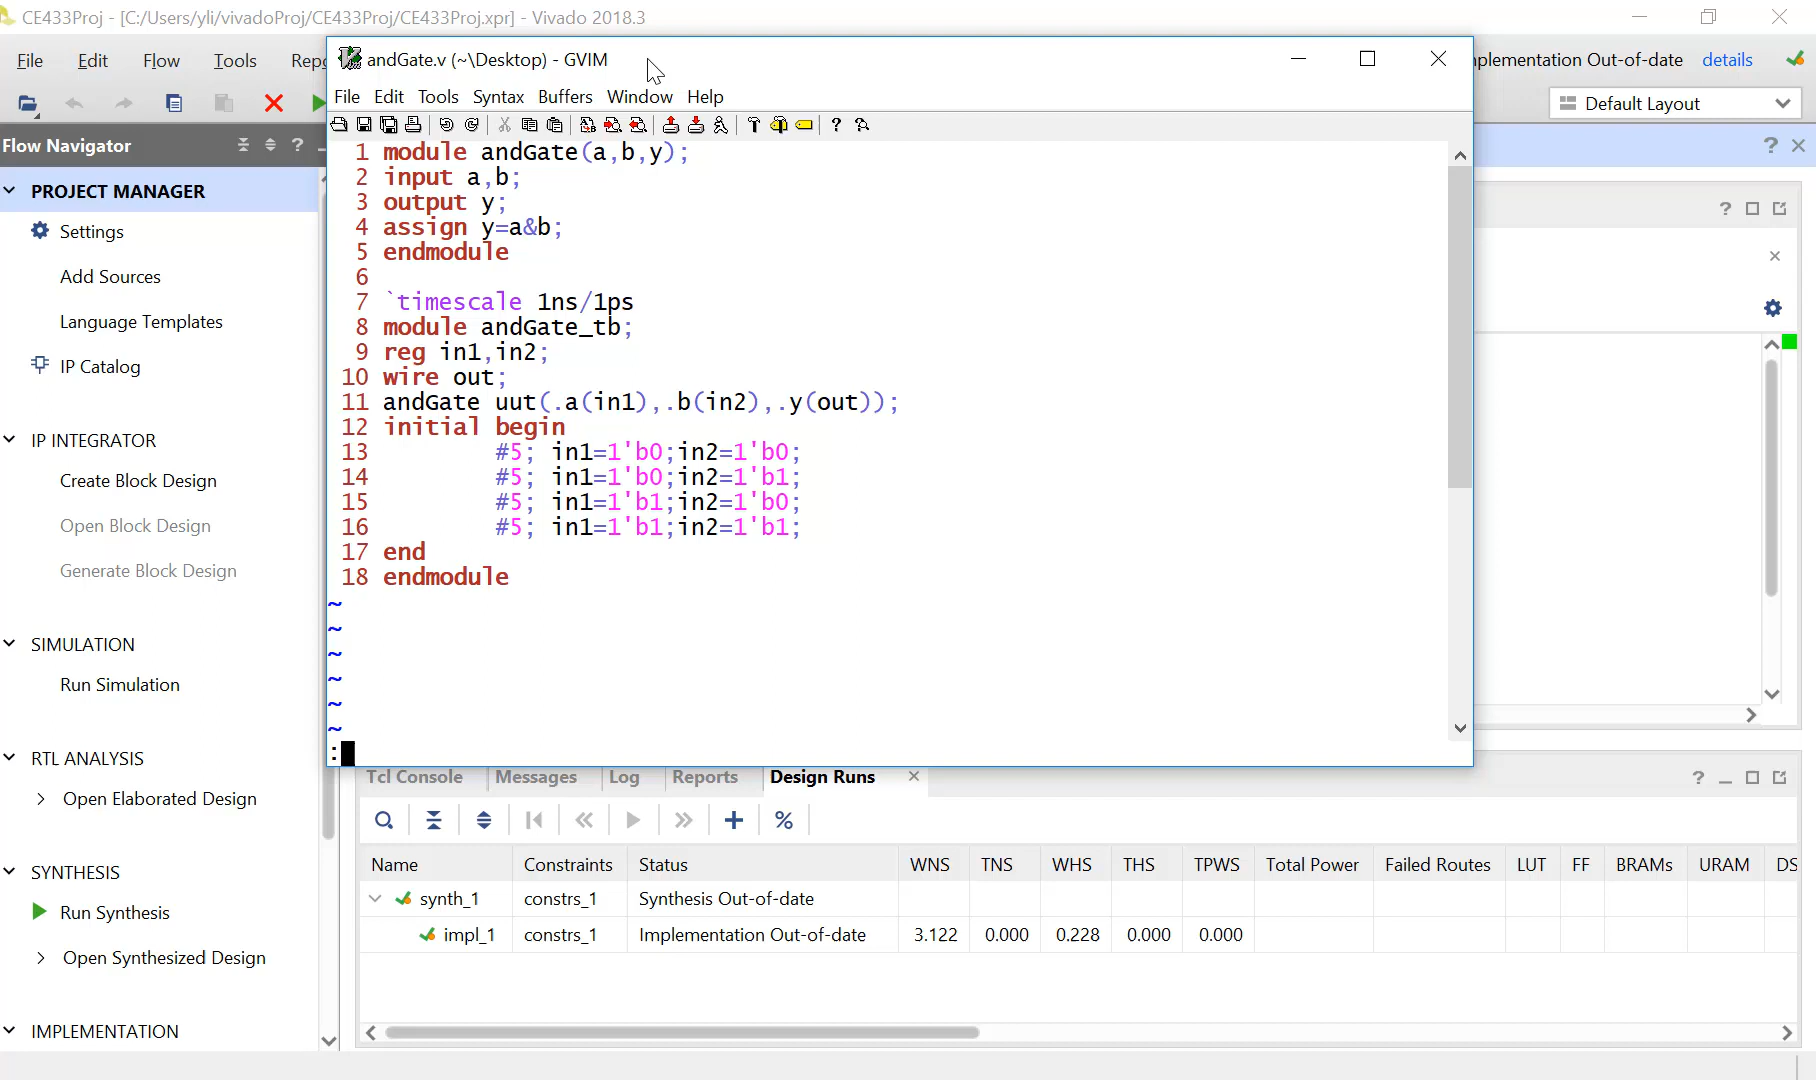 CE433Proj - [C:/Users/yli/vivadoProj/CE433Proj/CE433Proj.xpr] - Vivado 2018.3
File Edit Flow Tools Repo
mplementation Out-of-date details
Default Layout
Flow Navigator
PROJECT MANAGER
Settings
Add Sources
Language Templates
IP Catalog
IP INTEGRATOR
Create Block Design
Open Block Design
Generate Block Design
SIMULATION
Run Simulation
RTL ANALYSIS
Open Elaborated Design
SYNTHESIS
Run Synthesis
Open Synthesized Design
IMPLEMENTATION
andGate.v (~\Desktop) - GVIM
File Edit Tools Syntax Buffers Window Help
1 module andGate(a,b,y);
2 input a,b;
3 output y;
4 assign y=a&b;
5 endmodule
6
7 `timescale 1ns/1ps
8 module andGate_tb;
9 reg in1,in2;
10 wire out;
11 andGate uut(.a(in1),.b(in2),.y(out));
12 initial begin
13 #5; in1=1'b0;in2=1'b0;
14 #5; in1=1'b0;in2=1'b1;
15 #5; in1=1'b1;in2=1'b0;
16 #5; in1=1'b1;in2=1'b1;
17 end
18 endmodule
~
~
~
~
~
~
:
Tcl Console Messages Log Reports Design Runs
Name Constraints Status WNS TNS WHS THS TPWS Total Power Failed Routes LUT FF BRAMs URAM DS
synth_1 constrs_1 Synthesis Out-of-date
impl_1 constrs_1 Implementation Out-of-date 3.122 0.000 0.228 0.000 0.000